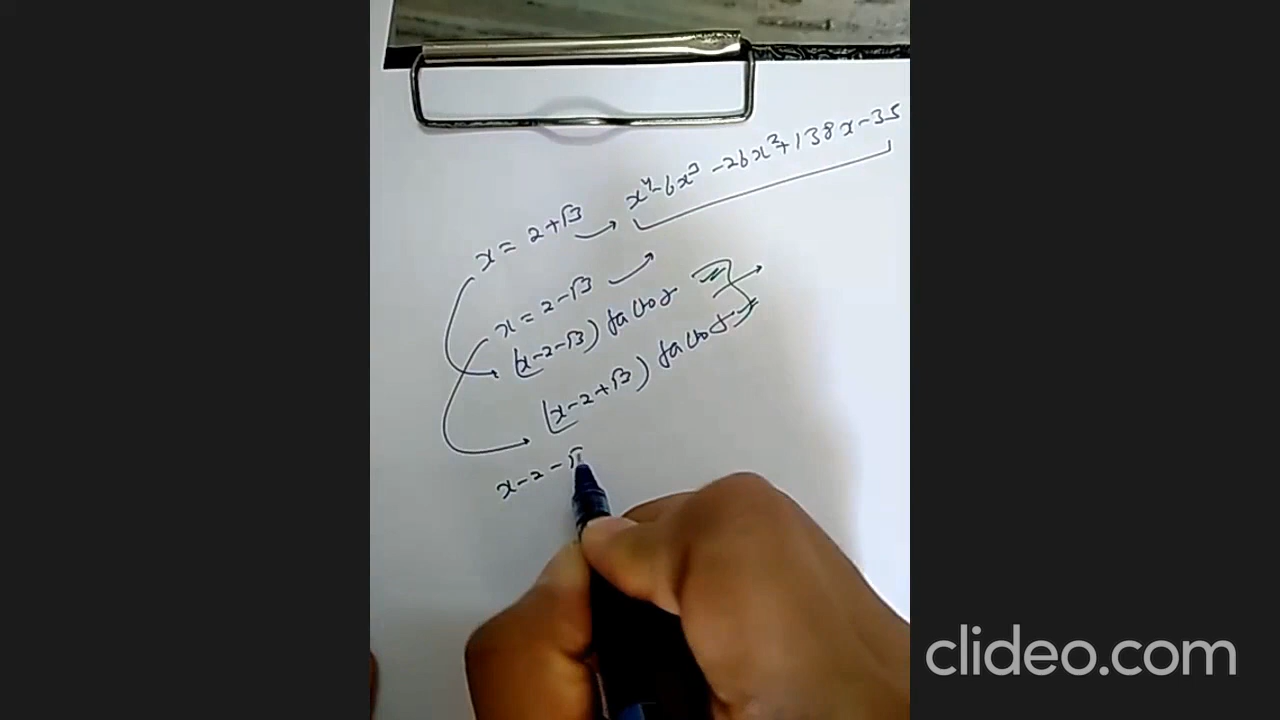 x⁴-6x³-26x²+138x-35
x = 2+√3
x = 2-√3
(x-2-√3) factor
(x-2+√3) factor
x-2-√
clideo.com